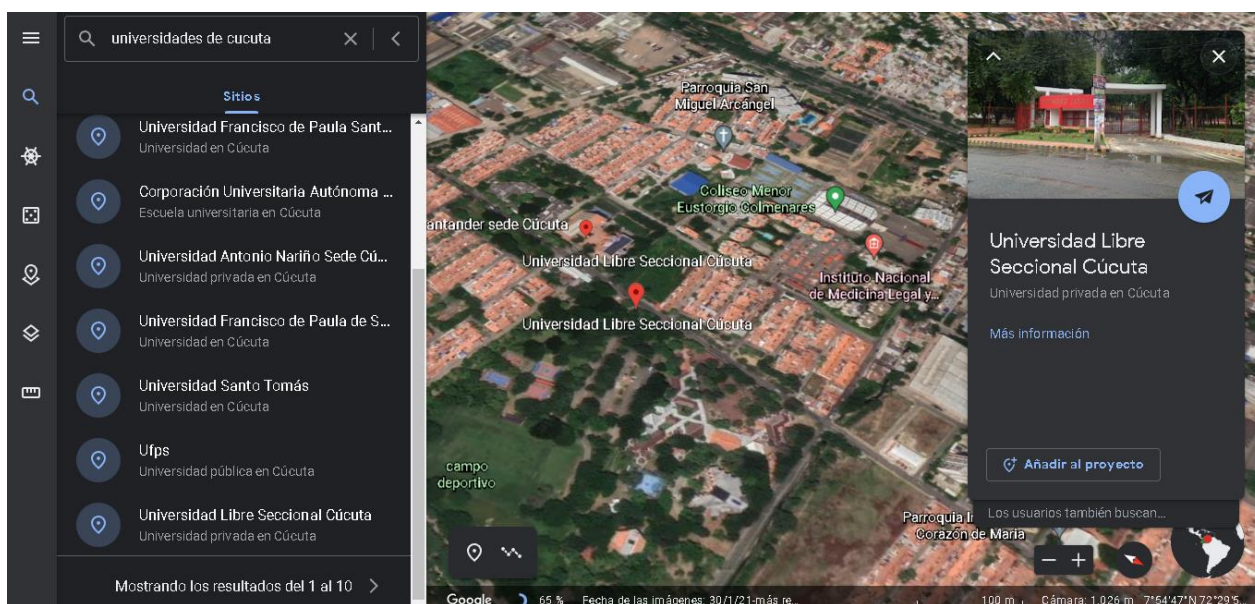 universidades de cucuta
Sitios
Universidad Francisco de Paula Sant...
Universidad en Cúcuta
Corporación Universitaria Autónoma ...
Escuela universitaria en Cúcuta
Universidad Antonio Nariño Sede Cú...
Universidad privada en Cúcuta
Universidad Francisco de Paula de S...
Universidad en Cúcuta
Universidad Santo Tomás
Universidad en Cúcuta
Ufps
Universidad pública en Cúcuta
Universidad Libre Seccional Cúcuta
Universidad privada en Cúcuta
Mostrando los resultados del 1 al 10
Parroquia San
Miguel Arcángel
Coliseo Menor
Eustorgio Colmenares
antander sede Cúcuta
Universidad Libre Seccional Cúcuta
Instituto Nacional
de Medicina Legal y...
Universidad Libre Seccional Cúcuta
campo
deportivo
Parroquia I
Corazón de Maria
Google
65 %
Fecha de las imágenes: 30/1/21-más re...
100 m
Cámara: 1.026 m
7°54'47"N 72°29'5
Universidad Libre
Seccional Cúcuta
Universidad privada en Cúcuta
Más información
Añadir al proyecto
Los usuarios también buscan...